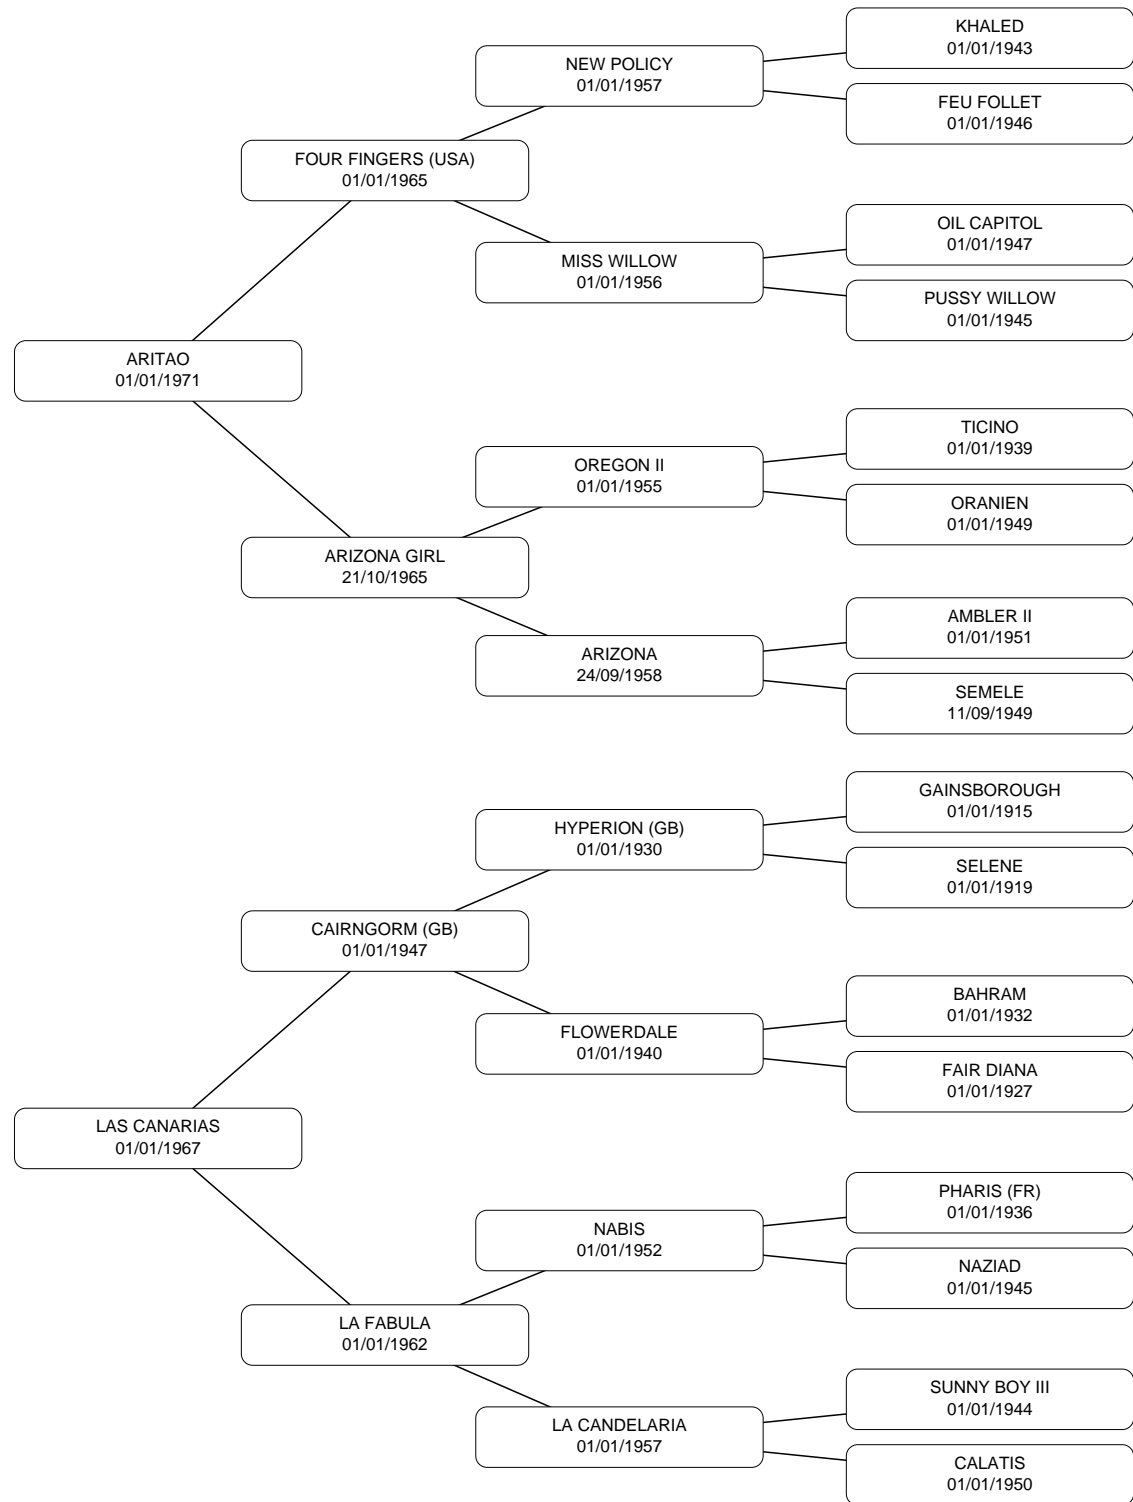 KHALED
01/01/1943
NEW POLICY
01/01/1957
FEU FOLLET
01/01/1946
FOUR FINGERS (USA)
01/01/1965
OIL CAPITOL
01/01/1947
MISS WILLOW
01/01/1956
PUSSY WILLOW
01/01/1945
ARITAO
01/01/1971
TICINO
01/01/1939
OREGON II
01/01/1955
ORANIEN
01/01/1949
ARIZONA GIRL
21/10/1965
AMBLER II
01/01/1951
ARIZONA
24/09/1958
SEMELE
11/09/1949
GAINSBOROUGH
01/01/1915
HYPERION (GB)
01/01/1930
SELENE
01/01/1919
CAIRNGORM (GB)
01/01/1947
BAHRAM
01/01/1932
FLOWERDALE
01/01/1940
FAIR DIANA
01/01/1927
LAS CANARIAS
01/01/1967
PHARIS (FR)
01/01/1936
NABIS
01/01/1952
NAZIAD
01/01/1945
LA FABULA
01/01/1962
SUNNY BOY III
01/01/1944
LA CANDELARIA
01/01/1957
CALATIS
01/01/1950